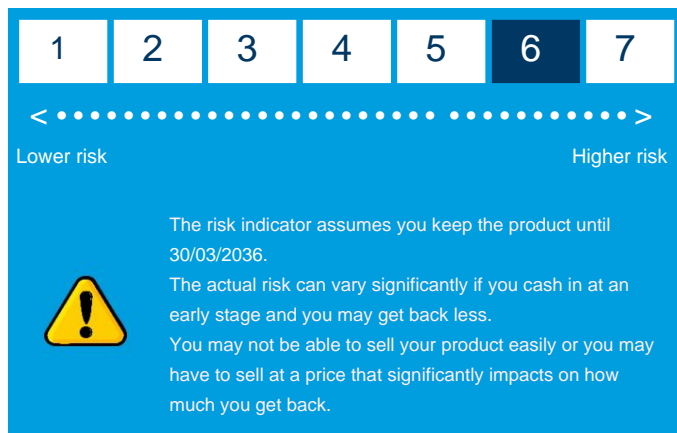 1 2 3 4 5 6 7
Lower risk Higher risk
The risk indicator assumes you keep the product until
30/03/2036.
The actual risk can vary significantly if you cash in at an
early stage and you may get back less.
You may not be able to sell your product easily or you may
have to sell at a price that significantly impacts on how
much you get back.